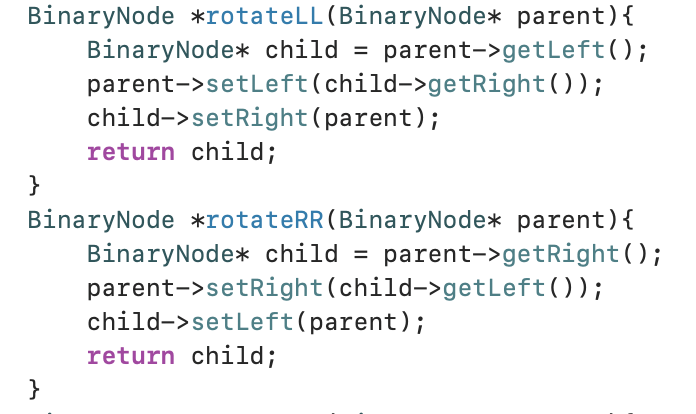 BinaryNode *rotateLL(BinaryNode* parent){
    BinaryNode* child = parent->getLeft();
    parent->setLeft(child->getRight());
    child->setRight(parent);
    return child;
}
BinaryNode *rotateRR(BinaryNode* parent){
    BinaryNode* child = parent->getRight();
    parent->setRight(child->getLeft());
    child->setLeft(parent);
    return child;
}